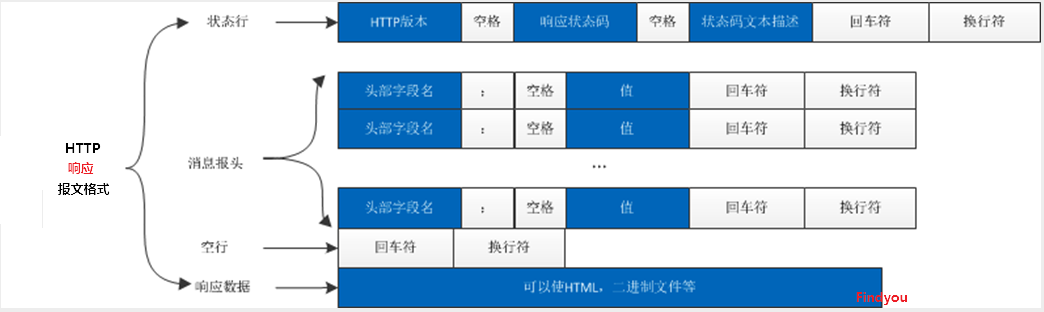 状态行 HTTP版本 空格 响应状态码 空格 状态码文本描述 回车符 换行符
头部字段名 : 空格 值 回车符 换行符
头部字段名 : 空格 值 回车符 换行符
HTTP
响应
报文格式
消息报头
...
头部字段名 : 空格 值 回车符 换行符
空行 回车符 换行符
响应数据 可以使HTML，二进制文件等
Findyou